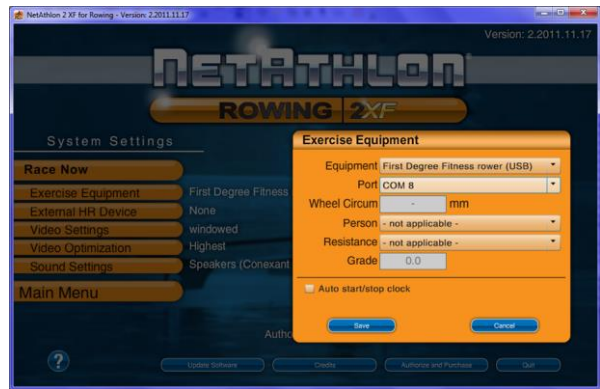 NetAthlon 2 XF for Rowing - Version: 2.2011.11.17
Version: 2.2011.11.17
NETATHLON
ROWING 2XF
System Settings
Race Now
Exercise Equipment First Degree Fitness
External HR Device None
Video Settings windowed
Video Optimization Highest
Sound Settings Speakers (Conexant
Main Menu
Exercise Equipment
Equipment First Degree Fitness rower (USB)
Port COM 8
Wheel Circum - mm
Person - not applicable -
Resistance - not applicable -
Grade 0.0
Auto start/stop clock
Save Cancel
Autho
? Update Software Credits Authorize and Purchase Quit